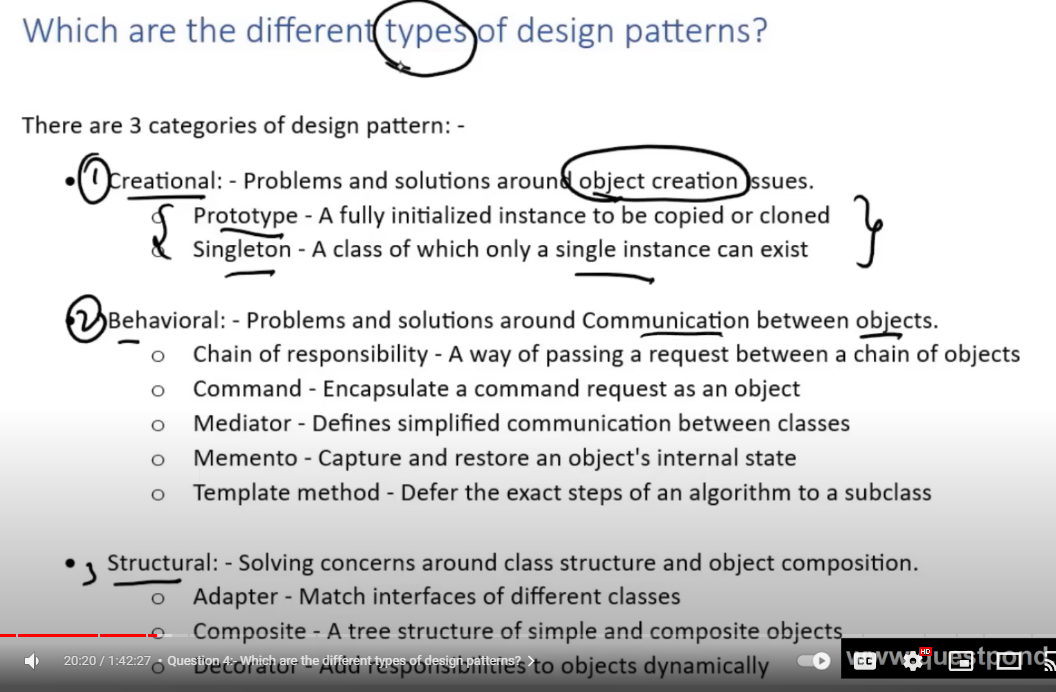 Which are the different types of design patterns?
There are 3 categories of design pattern: -
• 1 Creational: - Problems and solutions around object creation issues.
Prototype - A fully initialized instance to be copied or cloned
Singleton - A class of which only a single instance can exist
2 Behavioral: - Problems and solutions around Communication between objects.
o Chain of responsibility - A way of passing a request between a chain of objects
o Command - Encapsulate a command request as an object
o Mediator - Defines simplified communication between classes
o Memento - Capture and restore an object's internal state
o Template method - Defer the exact steps of an algorithm to a subclass
• 3 Structural: - Solving concerns around class structure and object composition.
o Adapter - Match interfaces of different classes
o Composite - A tree structure of simple and composite objects
o Decorator - Add responsibilities to objects dynamically
20:20 / 1:42:27 • Question 4:- Which are the different types of design patterns? >
CC HD
www.questpond